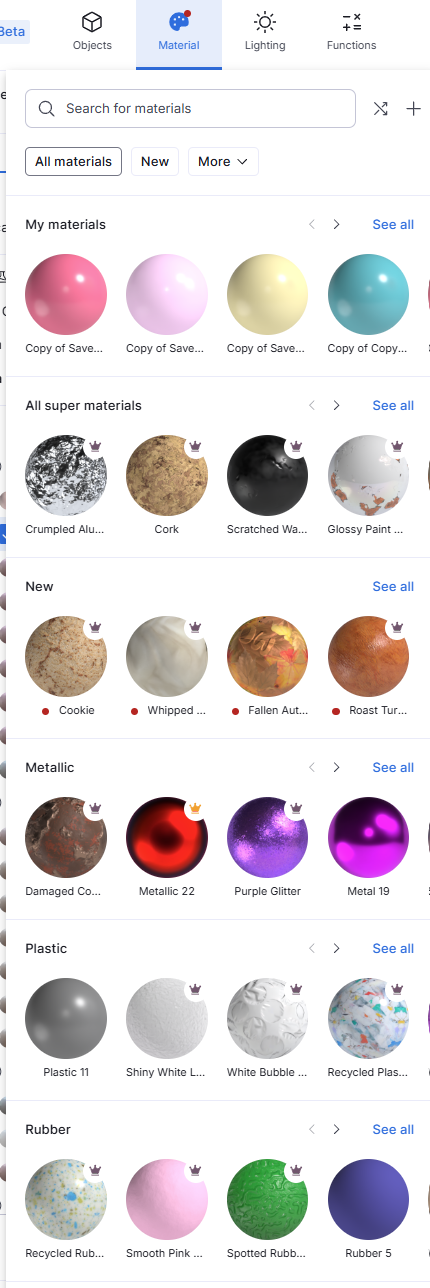 Beta
Objects
Material
Lighting
Functions
Search for materials
All materials
New
More
My materials
See all
Copy of Save...
Copy of Save...
Copy of Save...
Copy of Copy...
All super materials
See all
Crumpled Alu...
Cork
Scratched Wa...
Glossy Paint ...
New
See all
Cookie
Whipped ...
Fallen Aut...
Roast Tur...
Metallic
See all
Damaged Co...
Metallic 22
Purple Glitter
Metal 19
Plastic
See all
Plastic 11
Shiny White L...
White Bubble ...
Recycled Plas...
Rubber
See all
Recycled Rub...
Smooth Pink ...
Spotted Rubb...
Rubber 5